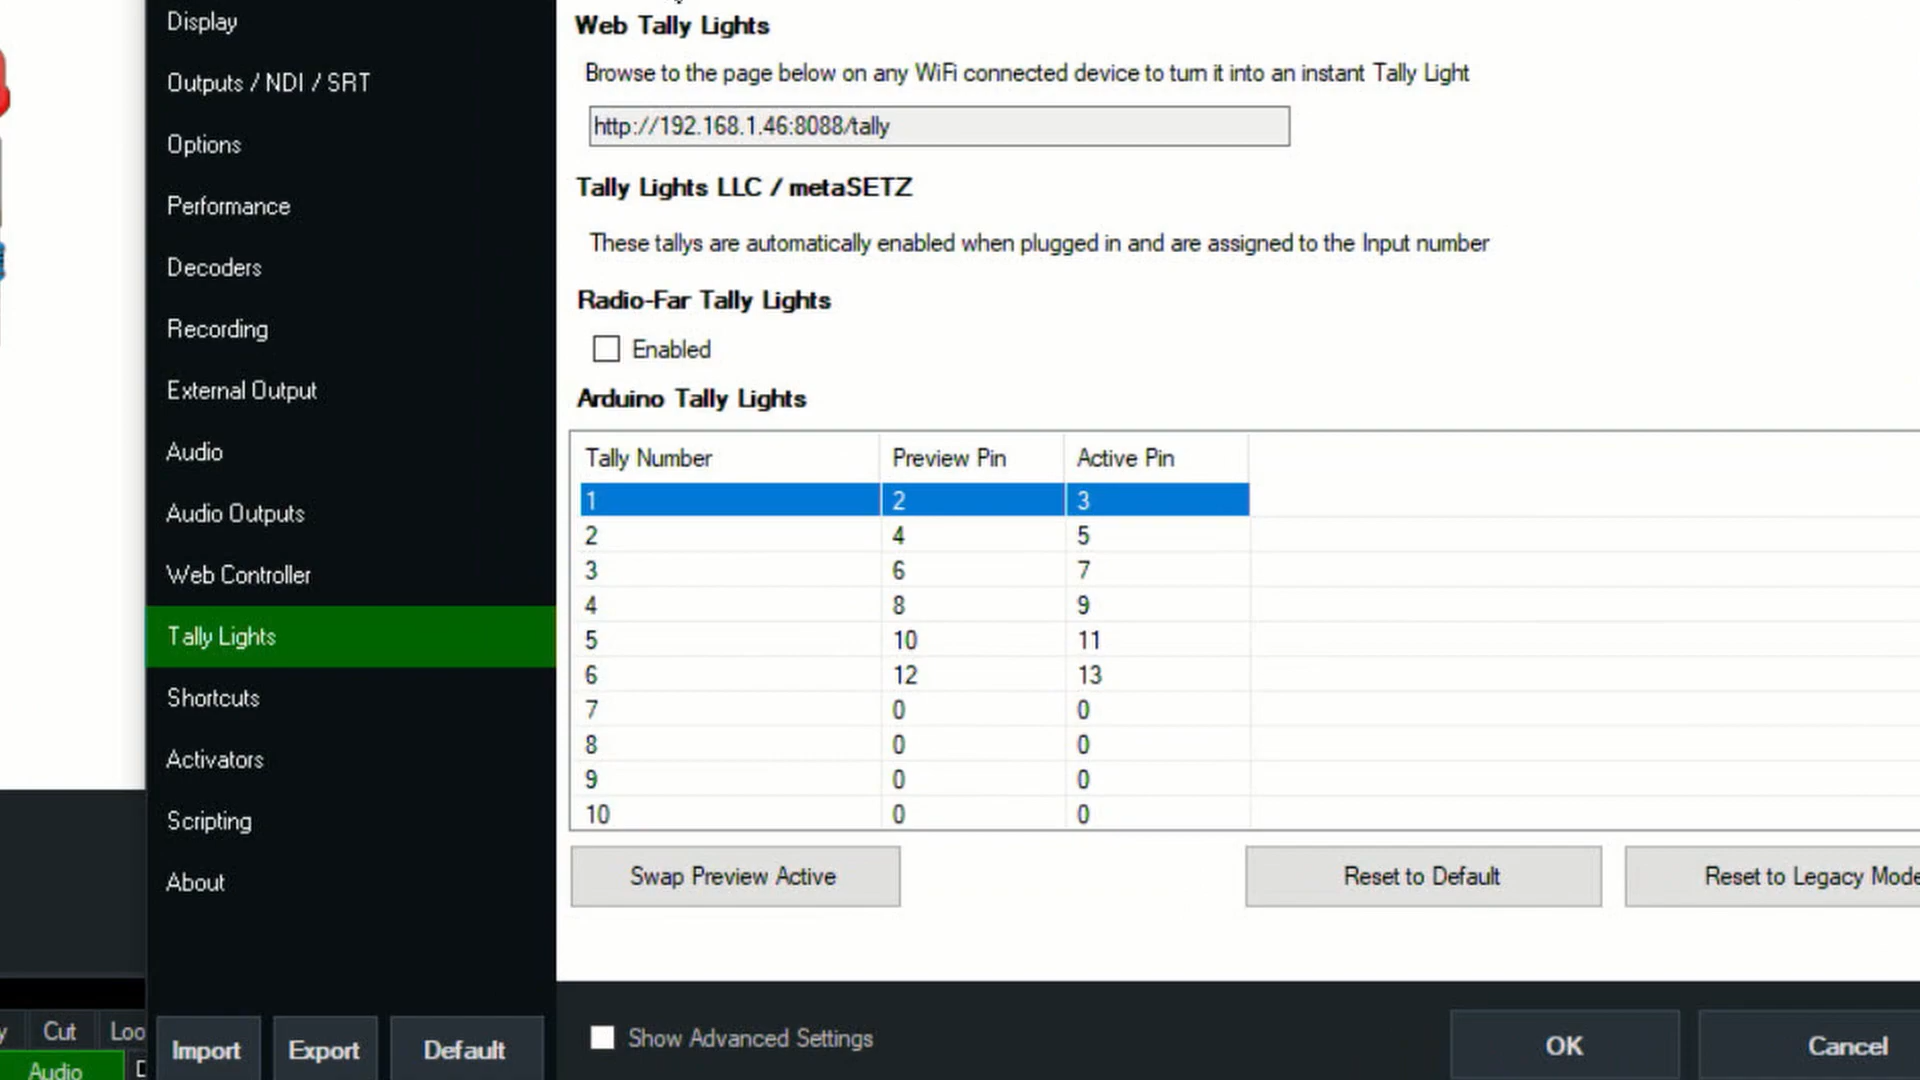 Display
Outputs / NDI / SRT
Options
Performance
Decoders
Recording
External Output
Audio
Audio Outputs
Web Controller
Tally Lights
Shortcuts
Activators
Scripting
About
Import Export Default
Web Tally Lights
Browse to the page below on any WiFi connected device to turn it into an instant Tally Light
http://192.168.1.46:8088/tally
Tally Lights LLC / metaSETZ
These tallys are automatically enabled when plugged in and are assigned to the Input number
Radio-Far Tally Lights
Enabled
Arduino Tally Lights
Tally Number Preview Pin Active Pin
1 2 3
2 4 5
3 6 7
4 8 9
5 10 11
6 12 13
7 0 0
8 0 0
9 0 0
10 0 0
Swap Preview Active Reset to Default Reset to Legacy Mode
Show Advanced Settings OK Cancel
Cut Loo
Audio